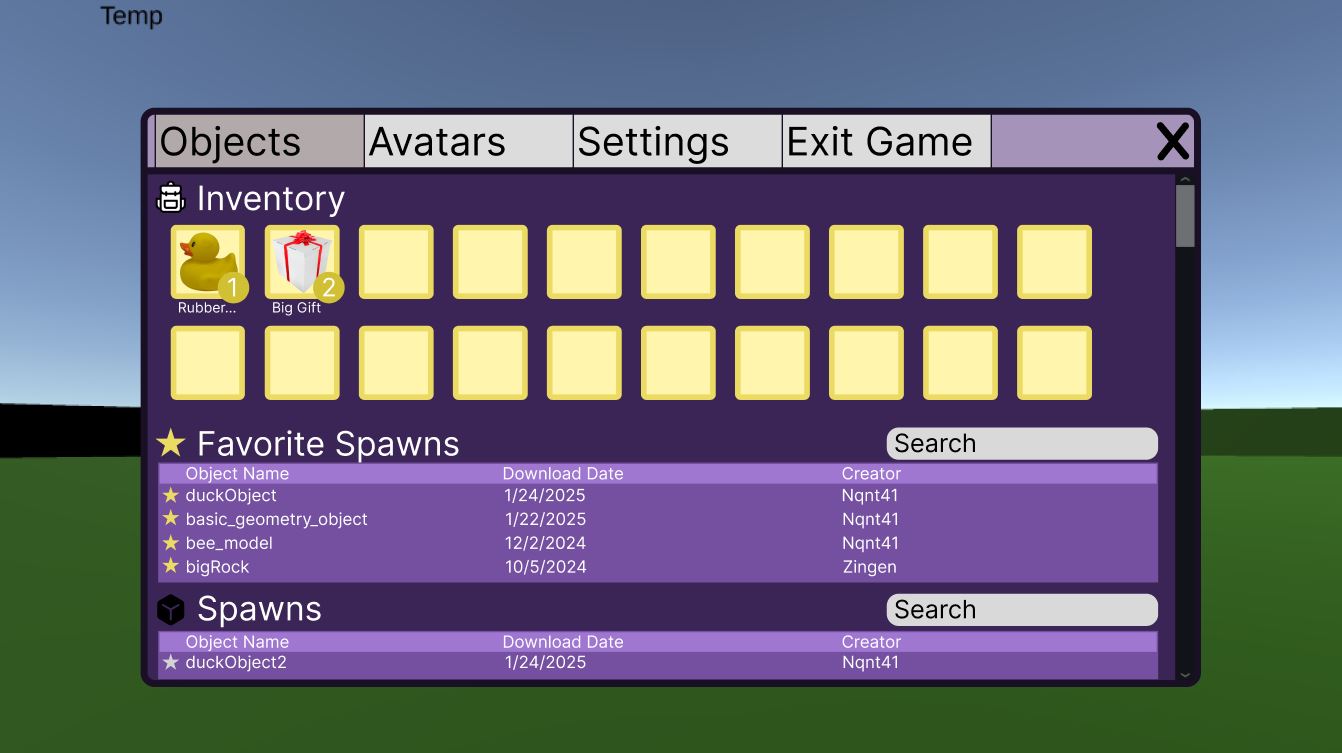 Temp
Objects Avatars Settings Exit Game X
Inventory
1 2
Rubber... Big Gift
Favorite Spawns Search
Object Name Download Date Creator
duckObject 1/24/2025 Nqnt41
basic_geometry_object 1/22/2025 Nqnt41
bee_model 12/2/2024 Nqnt41
bigRock 10/5/2024 Zingen
Spawns Search
Object Name Download Date Creator
duckObject2 1/24/2025 Nqnt41